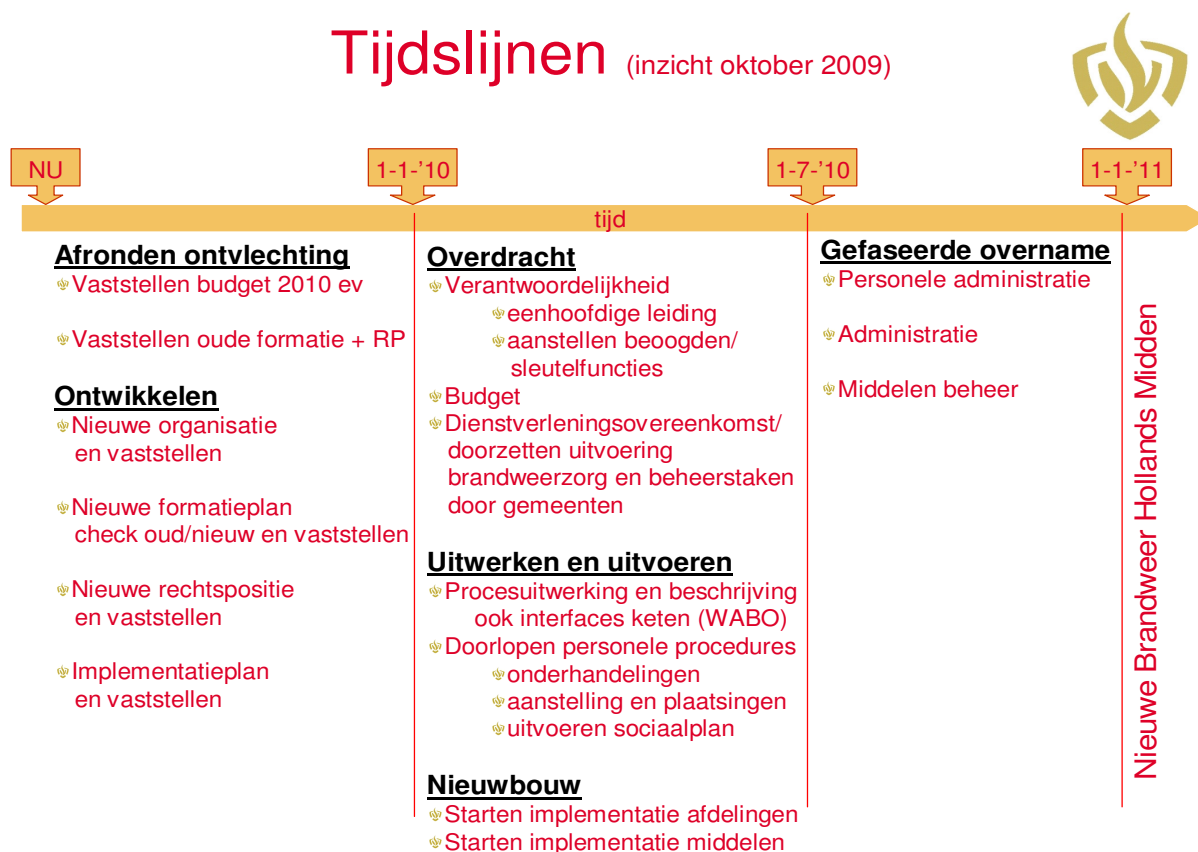 Tijdslijnen (inzicht oktober 2009)
NU
1-1-'10
1-7-'10
1-1-'11
tijd
Afronden ontvlechting
Vaststellen budget 2010 ev
Vaststellen oude formatie + RP
Ontwikkelen
Nieuwe organisatie
en vaststellen
Nieuwe formatieplan
check oud/nieuw en vaststellen
Nieuwe rechtspositie
en vaststellen
Implementatieplan
en vaststellen
Overdracht
Verantwoordelijkheid
eenhoofdige leiding
aanstellen beoogden/
sleutelfuncties
Budget
Dienstverleningsovereenkomst/
doorzetten uitvoering
brandweerzorg en beheerstaken
door gemeenten
Uitwerken en uitvoeren
Procesuitwerking en beschrijving
ook interfaces keten (WABO)
Doorlopen personele procedures
onderhandelingen
aanstelling en plaatsingen
uitvoeren sociaalplan
Nieuwbouw
Starten implementatie afdelingen
Starten implementatie middelen
Gefaseerde overname
Personele administratie
Administratie
Middelen beheer
Nieuwe Brandweer Hollands Midden